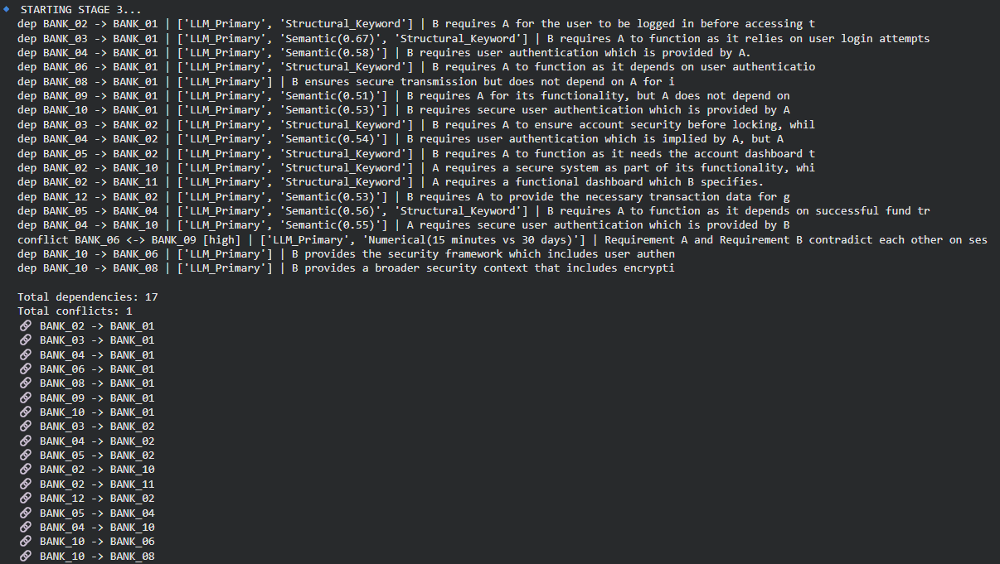 STARTING STAGE 3...
dep BANK_02 -> BANK_01 | ['LLM_Primary', 'Structural_Keyword'] | B requires A for the user to be logged in before accessing t
dep BANK_03 -> BANK_01 | ['LLM_Primary', 'Semantic(0.67)', 'Structural_Keyword'] | B requires A to function as it relies on user login attempts
dep BANK_04 -> BANK_01 | ['LLM_Primary', 'Semantic(0.58)'] | B requires user authentication which is provided by A.
dep BANK_06 -> BANK_01 | ['LLM_Primary', 'Structural_Keyword'] | B requires A to function as it depends on user authenticatio
dep BANK_08 -> BANK_01 | ['LLM_Primary'] | B ensures secure transmission but does not depend on A for i
dep BANK_09 -> BANK_01 | ['LLM_Primary', 'Semantic(0.51)'] | B requires A for its functionality, but A does not depend on
dep BANK_10 -> BANK_01 | ['LLM_Primary', 'Semantic(0.53)'] | B requires secure user authentication which is provided by A
dep BANK_03 -> BANK_02 | ['LLM_Primary', 'Structural_Keyword'] | B requires A to ensure account security before locking, whil
dep BANK_04 -> BANK_02 | ['LLM_Primary', 'Semantic(0.54)'] | B requires user authentication which is implied by A, but A
dep BANK_05 -> BANK_02 | ['LLM_Primary', 'Structural_Keyword'] | B requires A to function as it needs the account dashboard t
dep BANK_02 -> BANK_10 | ['LLM_Primary', 'Structural_Keyword'] | A requires a secure system as part of its functionality, whi
dep BANK_02 -> BANK_11 | ['LLM_Primary', 'Structural_Keyword'] | A requires a functional dashboard which B specifies.
dep BANK_12 -> BANK_02 | ['LLM_Primary', 'Semantic(0.53)'] | B requires A to provide the necessary transaction data for g
dep BANK_05 -> BANK_04 | ['LLM_Primary', 'Semantic(0.56)', 'Structural_Keyword'] | B requires A to function as it depends on successful fund tr
dep BANK_04 -> BANK_10 | ['LLM_Primary', 'Semantic(0.55)'] | A requires secure user authentication which is provided by B
conflict BANK_06 <-> BANK_09 [high] | ['LLM_Primary', 'Numerical(15 minutes vs 30 days)'] | Requirement A and Requirement B contradict each other on ses
dep BANK_10 -> BANK_06 | ['LLM_Primary'] | B provides the security framework which includes user authen
dep BANK_10 -> BANK_08 | ['LLM_Primary'] | B provides a broader security context that includes encrypti
Total dependencies: 17
Total conflicts: 1
🔗 BANK_02 -> BANK_01
🔗 BANK_03 -> BANK_01
🔗 BANK_04 -> BANK_01
🔗 BANK_06 -> BANK_01
🔗 BANK_08 -> BANK_01
🔗 BANK_09 -> BANK_01
🔗 BANK_10 -> BANK_01
🔗 BANK_03 -> BANK_02
🔗 BANK_04 -> BANK_02
🔗 BANK_05 -> BANK_02
🔗 BANK_02 -> BANK_10
🔗 BANK_02 -> BANK_11
🔗 BANK_12 -> BANK_02
🔗 BANK_05 -> BANK_04
🔗 BANK_04 -> BANK_10
🔗 BANK_10 -> BANK_06
🔗 BANK_10 -> BANK_08